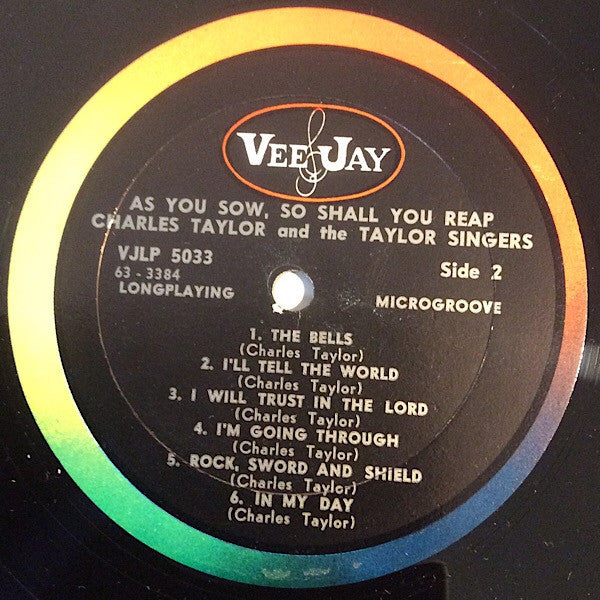 VEE JAY
AS YOU SOW, SO SHALL YOU REAP
CHARLES TAYLOR and the TAYLOR SINGERS
VJLP 5033
63-3384
LONGPLAYING
Side 2
MICROGROOVE
1. THE BELLS
(Charles Taylor)
2. I'LL TELL THE WORLD
(Charles Taylor)
3. I WILL TRUST IN THE LORD
(Charles Taylor)
4. I'M GOING THROUGH
(Charles Taylor)
5. ROCK, SWORD AND SHIELD
(Charles Taylor)
6. IN MY DAY
(Charles Taylor)